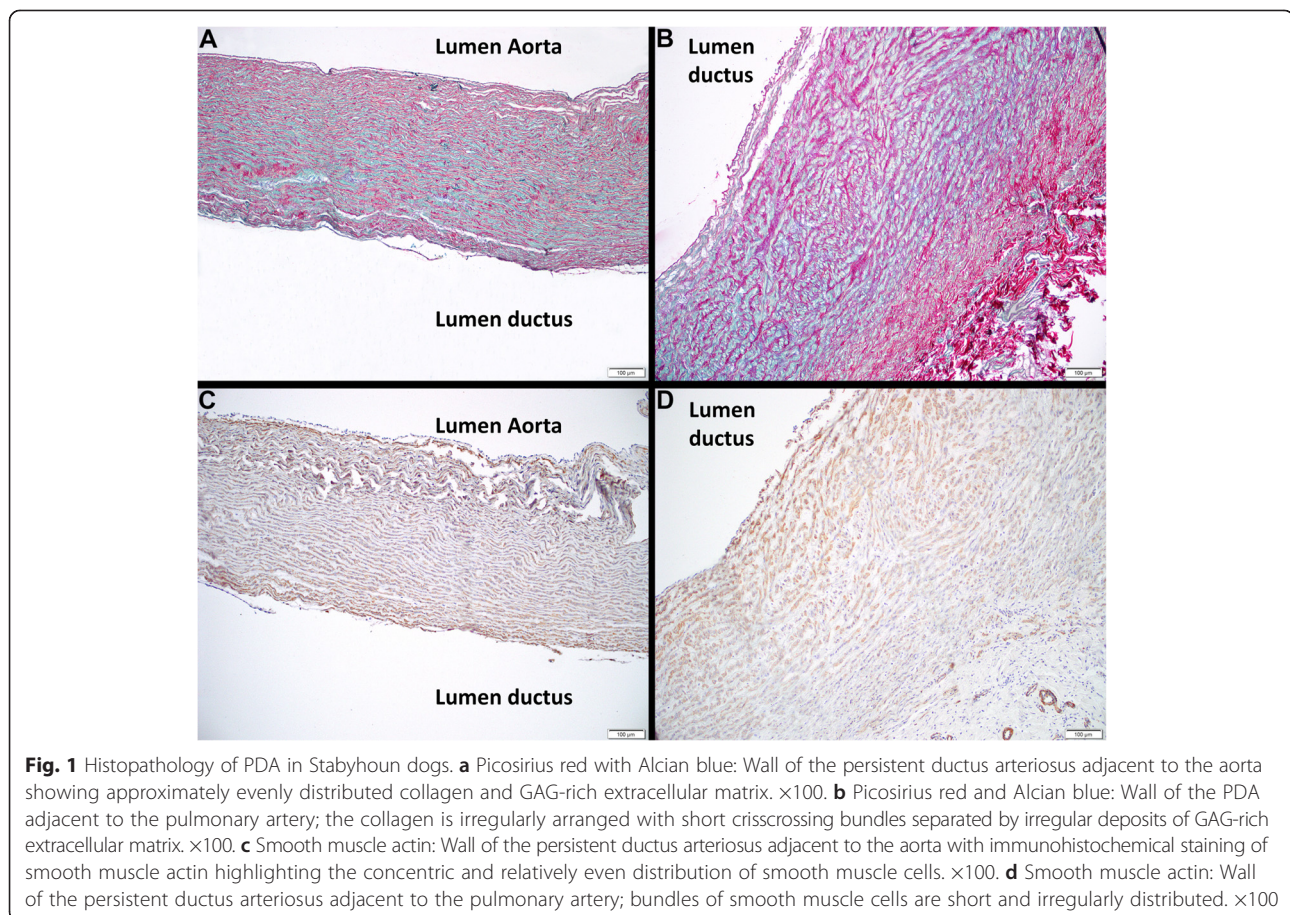 A
Lumen Aorta
Lumen ductus
100 µm
B
Lumen
ductus
100 µm
C
Lumen Aorta
Lumen ductus
100 µm
D
Lumen
ductus
100 µm
Fig. 1 Histopathology of PDA in Stabyhoun dogs. a Picosirius red with Alcian blue: Wall of the persistent ductus arteriosus adjacent to the aorta
showing approximately evenly distributed collagen and GAG-rich extracellular matrix. ×100. b Picosirius red and Alcian blue: Wall of the PDA
adjacent to the pulmonary artery; the collagen is irregularly arranged with short crisscrossing bundles separated by irregular deposits of GAG-rich
extracellular matrix. ×100. c Smooth muscle actin: Wall of the persistent ductus arteriosus adjacent to the aorta with immunohistochemical staining of
smooth muscle actin highlighting the concentric and relatively even distribution of smooth muscle cells. ×100. d Smooth muscle actin: Wall
of the persistent ductus arteriosus adjacent to the pulmonary artery; bundles of smooth muscle cells are short and irregularly distributed. ×100